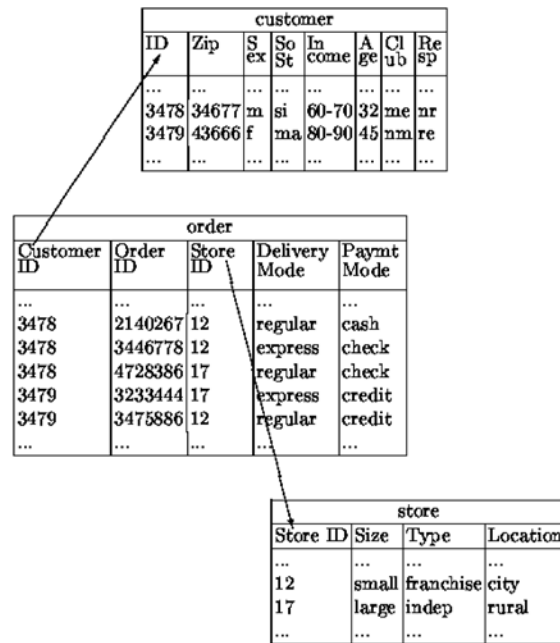 customer
ID Zip S ex So St In come A ge Cl ub Re sp
... ... ... ... ... ... ... ...
3478 34677 m si 60-70 32 me nr
3479 43666 f ma 80-90 45 nm re
... ... ... ... ... ... ... ...
order
Customer ID Order ID Store ID Delivery Mode Paymt Mode
... ... ... ... ...
3478 2140267 12 regular cash
3478 3446778 12 express check
3478 4728386 17 regular check
3479 3233444 17 express credit
3479 3475886 12 regular credit
... ... ... ... ...
store
Store ID Size Type Location
... ... ... ...
12 small franchise city
17 large indep rural
... ... ... ...